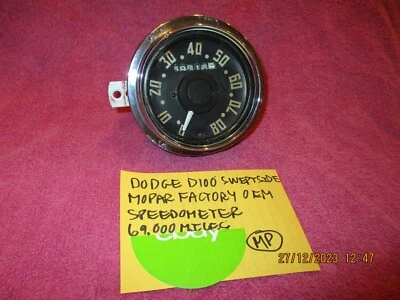 10 20 30 40 50 60 70 80
DODGE D100 SWEPTSIDE
MOPAR FACTORY OEM
SPEEDOMETER
69,000 MILES
ebay
MP
27/12/2023 12:47